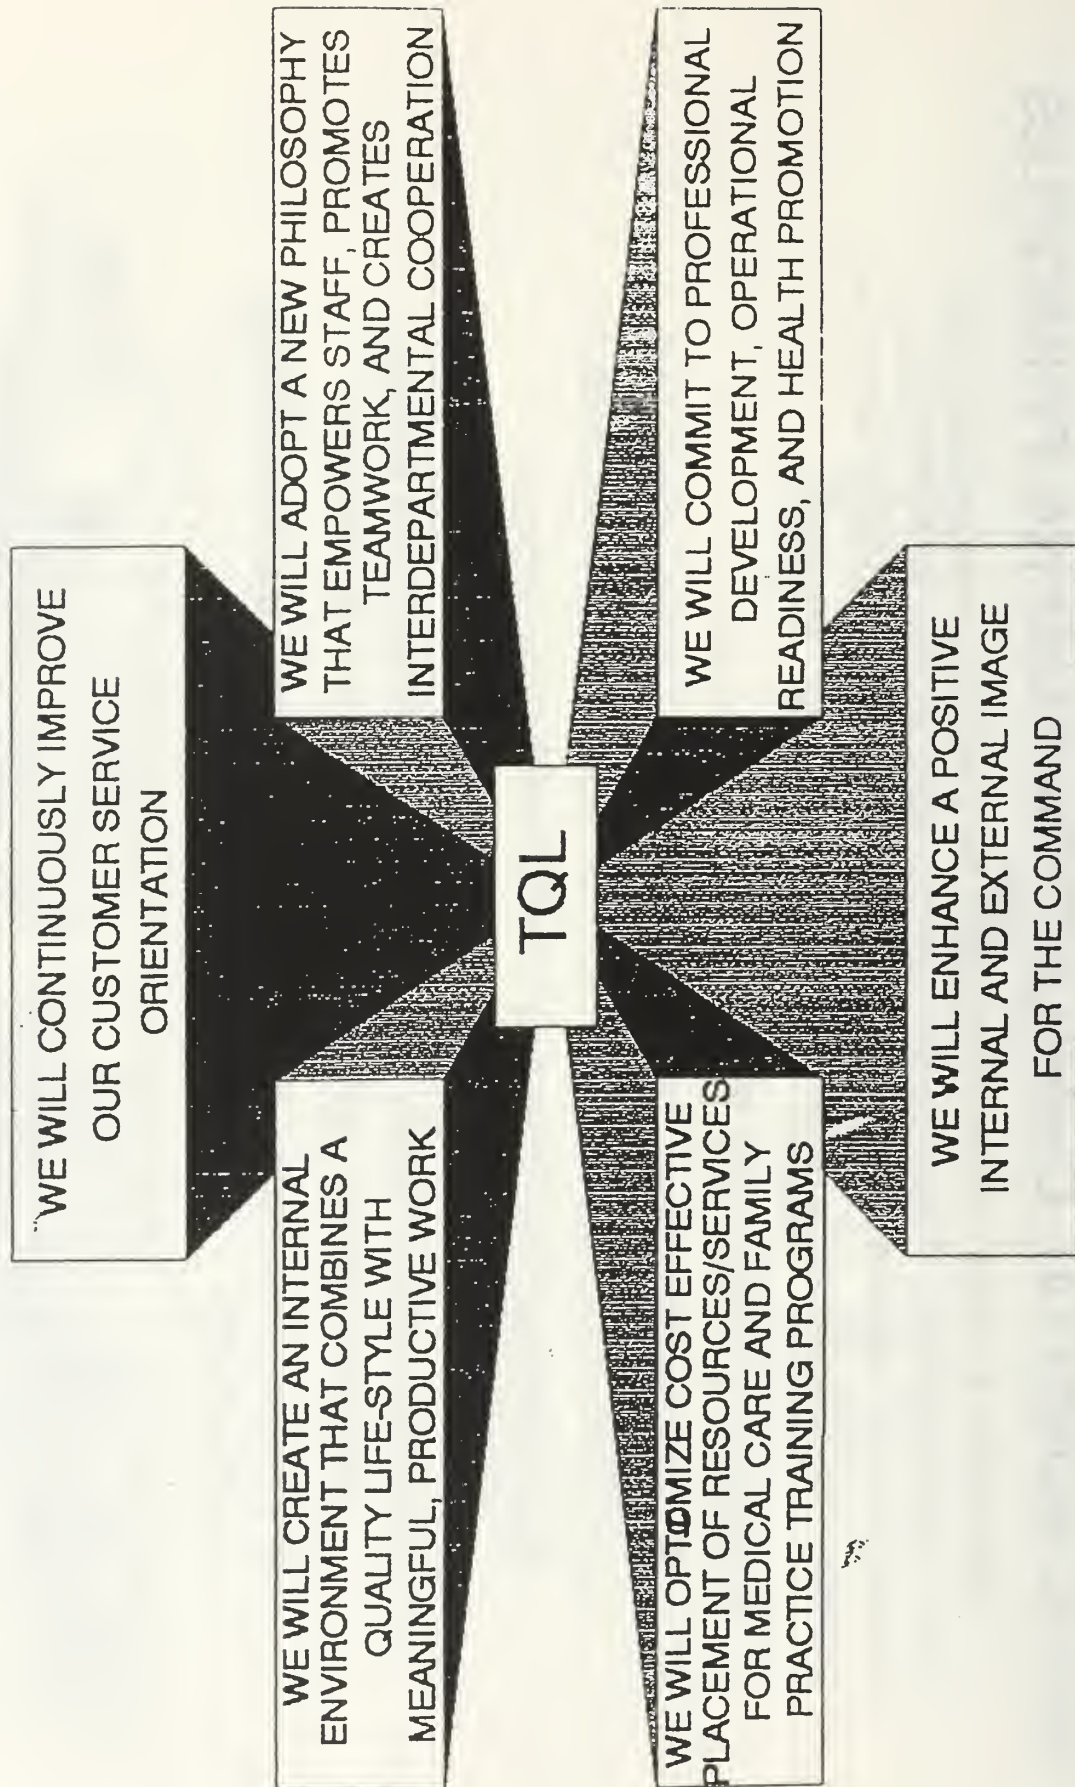 WE WILL CONTINUOUSLY IMPROVE
OUR CUSTOMER SERVICE
ORIENTATION
WE WILL CREATE AN INTERNAL
ENVIRONMENT THAT COMBINES A
QUALITY LIFE-STYLE WITH
MEANINGFUL, PRODUCTIVE WORK
WE WILL ADOPT A NEW PHILOSOPHY
THAT EMPOWERS STAFF, PROMOTES
TEAMWORK, AND CREATES
INTERDEPARTMENTAL COOPERATION
TQL
WE WILL OPTIMIZE COST EFFECTIVE
PLACEMENT OF RESOURCES/SERVICES
FOR MEDICAL CARE AND FAMILY
PRACTICE TRAINING PROGRAMS
WE WILL COMMIT TO PROFESSIONAL
DEVELOPMENT, OPERATIONAL
READINESS, AND HEALTH PROMOTION
WE WILL ENHANCE A POSITIVE
INTERNAL AND EXTERNAL IMAGE
FOR THE COMMAND